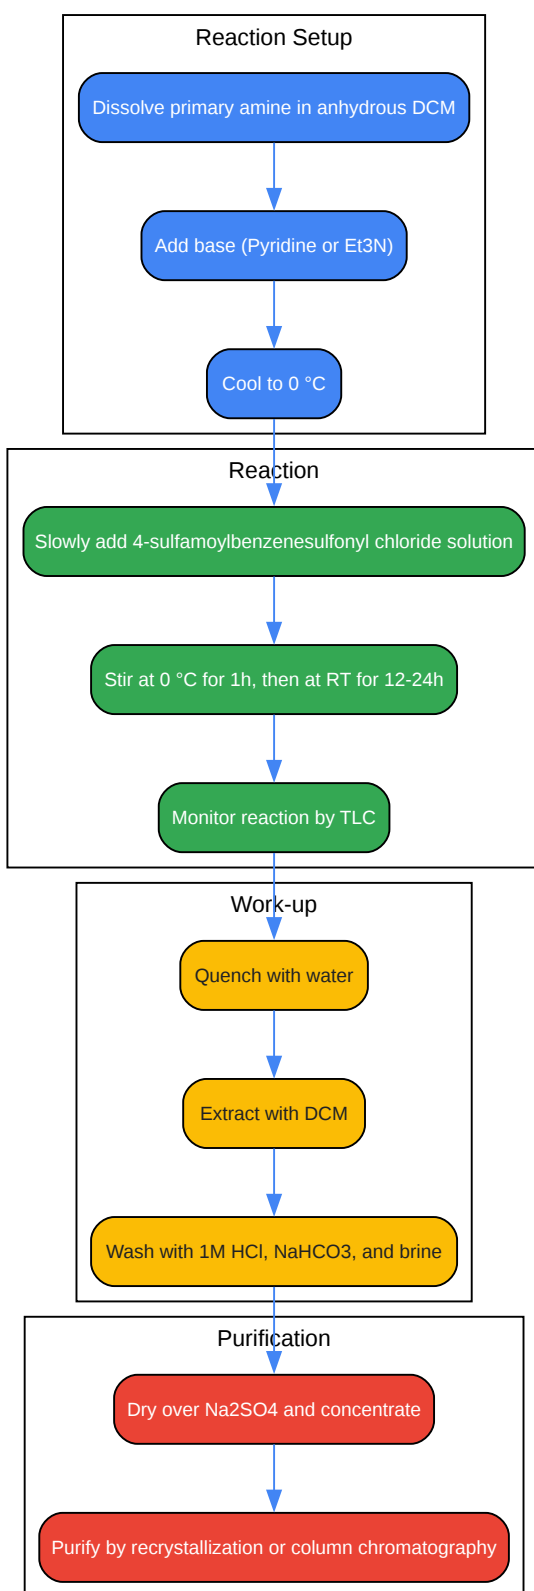 Reaction Setup
Dissolve primary amine in anhydrous DCM
Add base (Pyridine or Et3N)
Cool to 0 °C
Reaction
Slowly add 4-sulfamoylbenzenesulfonyl chloride solution
Stir at 0 °C for 1h, then at RT for 12-24h
Monitor reaction by TLC
Work-up
Quench with water
Extract with DCM
Wash with 1M HCl, NaHCO3, and brine
Purification
Dry over Na2SO4 and concentrate
Purify by recrystallization or column chromatography